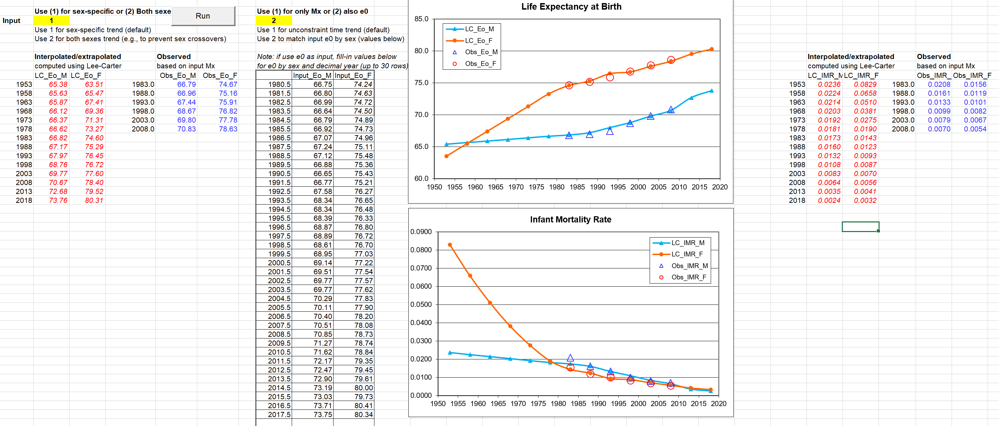 Use (1) for sex-specific or (2) Both sexe
Run
Use (1) for only Mx or (2) also e0
Input 1 2
Use 1 for sex-specific trend (default)
Use 1 for unconstraint time trend (default)
Use 2 for both sexes trend (e.g., to prevent sex crossovers)
Use 2 to match input e0 by sex (values below)
Interpolated/extrapolated Observed
computed using Lee-Carter based on input Mx
LC_Eo_M LC_Eo_F Obs_Eo_M Obs_Eo_F
1953 65.38 63.51 1983.0 66.79 74.67
1958 65.63 65.47 1988.0 66.96 75.16
1963 65.87 67.41 1993.0 67.44 75.91
1968 66.12 69.36 1998.0 68.67 76.82
1973 66.37 71.31 2003.0 69.80 77.78
1978 66.62 73.27 2008.0 70.83 78.63
1983 66.82 74.60
1988 67.17 75.29
1993 67.97 76.45
1998 68.76 76.72
2003 69.77 77.60
2008 70.67 78.40
2013 72.68 79.52
2018 73.76 80.31
Note: if use e0 as input, fill-in values below
for e0 by sex and decimal year (up to 30 rows)
Input_Eo_M Input_Eo_F
1980.5 66.75 74.24
1981.5 66.80 74.63
1982.5 66.99 74.72
1983.5 66.64 74.50
1984.5 66.79 74.89
1985.5 66.92 74.73
1986.5 67.07 74.96
1987.5 67.24 75.11
1988.5 67.12 75.48
1989.5 66.88 75.36
1990.5 66.65 75.43
1991.5 66.77 75.21
1992.5 67.58 76.27
1993.5 68.34 76.65
1994.5 68.34 76.48
1995.5 68.39 76.33
1996.5 68.87 76.80
1997.5 68.89 76.72
1998.5 68.61 76.70
1999.5 68.95 77.03
2000.5 69.14 77.22
2001.5 69.51 77.54
2002.5 69.77 77.57
2003.5 69.77 77.62
2004.5 70.29 77.83
2005.5 70.11 77.90
2006.5 70.40 78.20
2007.5 70.51 78.08
2008.5 70.85 78.73
2009.5 71.27 78.74
2010.5 71.62 78.84
2011.5 72.17 79.35
2012.5 72.47 79.45
2013.5 72.90 79.61
2014.5 73.19 80.00
2015.5 73.03 79.73
2016.5 73.71 80.41
2017.5 73.75 80.34
Life Expectancy at Birth
85.0
80.0
75.0
70.0
65.0
60.0
LC_Eo_M
LC_Eo_F
Obs_Eo_M
Obs_Eo_F
1950 1955 1960 1965 1970 1975 1980 1985 1990 1995 2000 2005 2010 2015 2020
Infant Mortality Rate
0.0900
0.0800
0.0700
0.0600
0.0500
0.0400
0.0300
0.0200
0.0100
0.0000
LC_IMR_M
LC_IMR_F
Obs_IMR_M
Obs_IMR_F
1950 1955 1960 1965 1970 1975 1980 1985 1990 1995 2000 2005 2010 2015 2020
Interpolated/extrapolated Observed
computed using Lee-Carter based on input Mx
LC_IMR_M LC_IMR_F Obs_IMR_ Obs_IMR_F
1953 0.0236 0.0829 1983.0 0.0208 0.0156
1958 0.0224 0.0658 1988.0 0.0161 0.0119
1963 0.0214 0.0510 1993.0 0.0133 0.0101
1968 0.0203 0.0381 1998.0 0.0099 0.0082
1973 0.0192 0.0275 2003.0 0.0079 0.0067
1978 0.0181 0.0190 2008.0 0.0070 0.0054
1983 0.0173 0.0143
1988 0.0160 0.0123
1993 0.0132 0.0093
1998 0.0108 0.0087
2003 0.0083 0.0070
2008 0.0064 0.0056
2013 0.0035 0.0041
2018 0.0024 0.0032